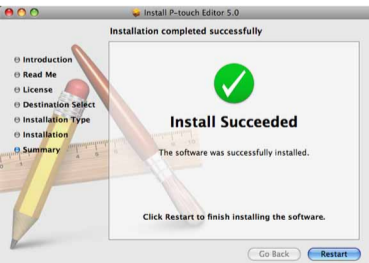 Install P-touch Editor 5.0
Installation completed successfully
Introduction
Read Me
License
Destination Select
Installation Type
Installation
Summary
Install Succeeded
The software was successfully installed.
Click Restart to finish installing the software.
Go Back
Restart